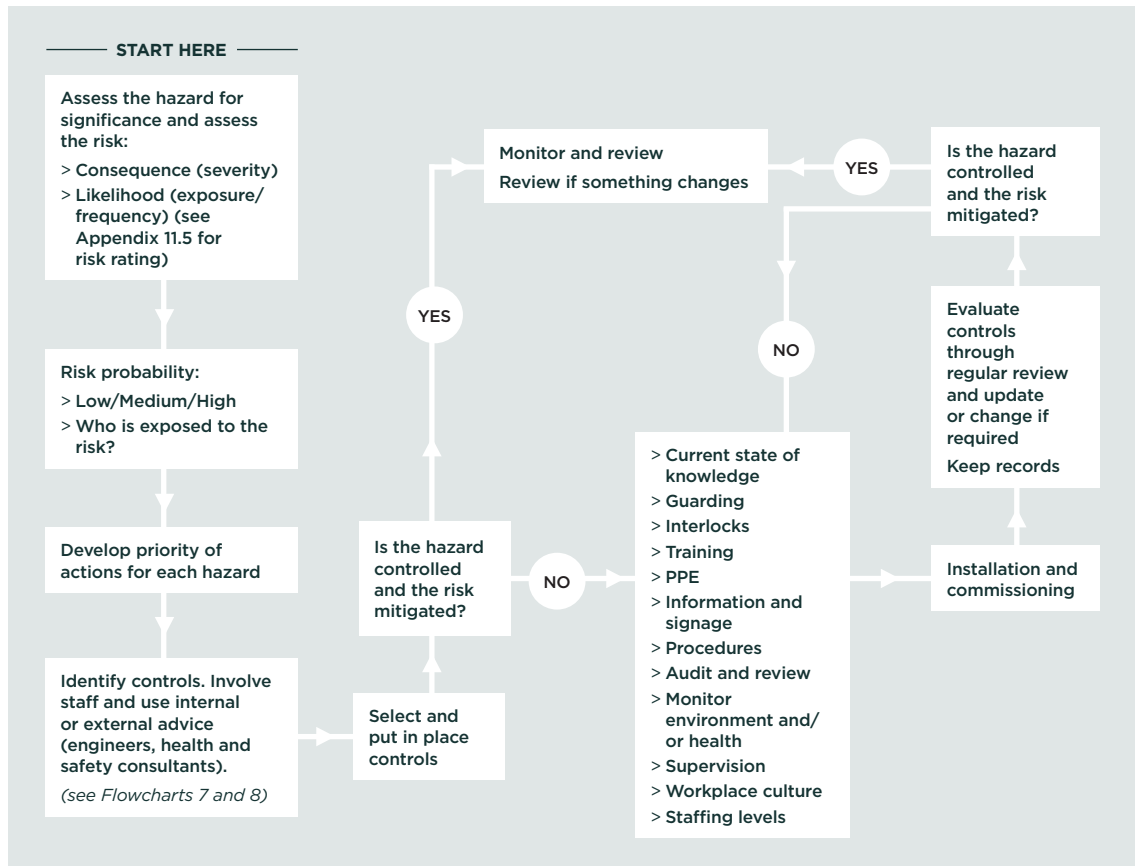 START HERE
Assess the hazard for
significance and assess
the risk:
> Consequence (severity)
> Likelihood (exposure/
frequency) (see
Appendix 11.5 for
risk rating)
Risk probability:
> Low/Medium/High
> Who is exposed to the
risk?
Develop priority of
actions for each hazard
Identify controls. Involve
staff and use internal
or external advice
(engineers, health and
safety consultants).
(see Flowcharts 7 and 8)
Select and
put in place
controls
Is the hazard
controlled
and the risk
mitigated?
YES
Monitor and review
Review if something changes
NO
> Current state of
knowledge
> Guarding
> Interlocks
> Training
> PPE
> Information and
signage
> Procedures
> Audit and review
> Monitor
environment and/
or health
> Supervision
> Workplace culture
> Staffing levels
Installation and
commissioning
Evaluate
controls
through
regular review
and update
or change if
required
Keep records
Is the hazard
controlled
and the risk
mitigated?
YES
NO